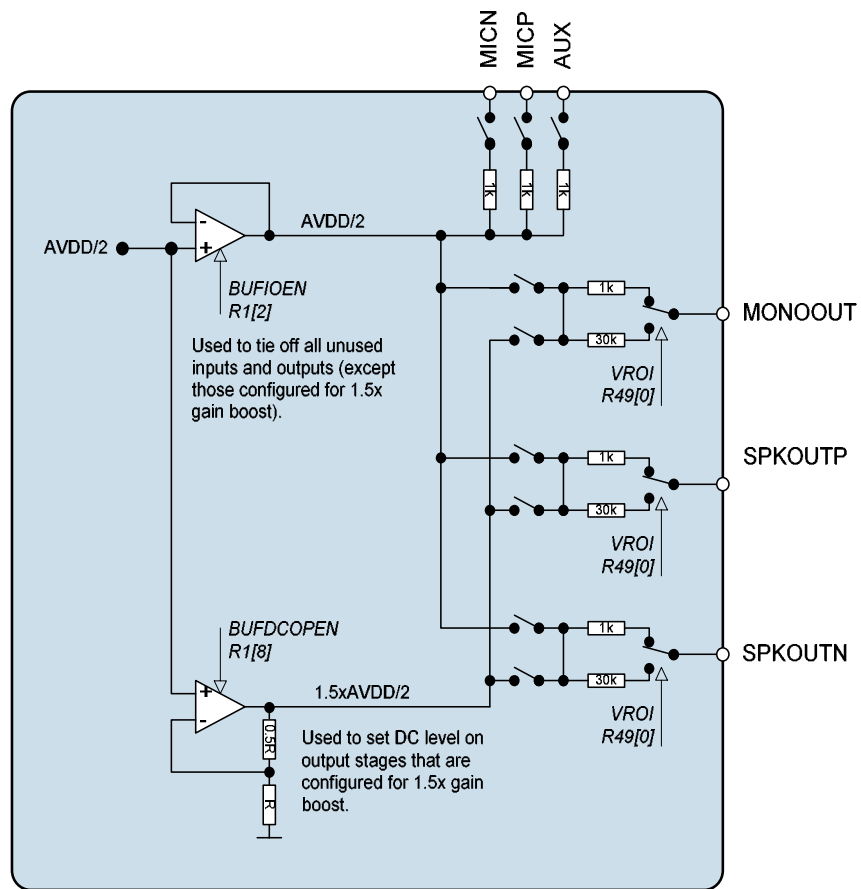 MICN
MICP
AUX
1k
1k
1k
AVDD/2
-
+
AVDD/2
BUFIOEN
R1[2]
Used to tie off all unused
inputs and outputs (except
those configured for 1.5x
gain boost).
1k
30k
VROI
R49[0]
MONOOUT
1k
30k
VROI
R49[0]
SPKOUTP
1k
30k
VROI
R49[0]
SPKOUTN
BUFDCOPEN
R1[8]
+
-
1.5xAVDD/2
0.5R
R
Used to set DC level on
output stages that are
configured for 1.5x gain
boost.